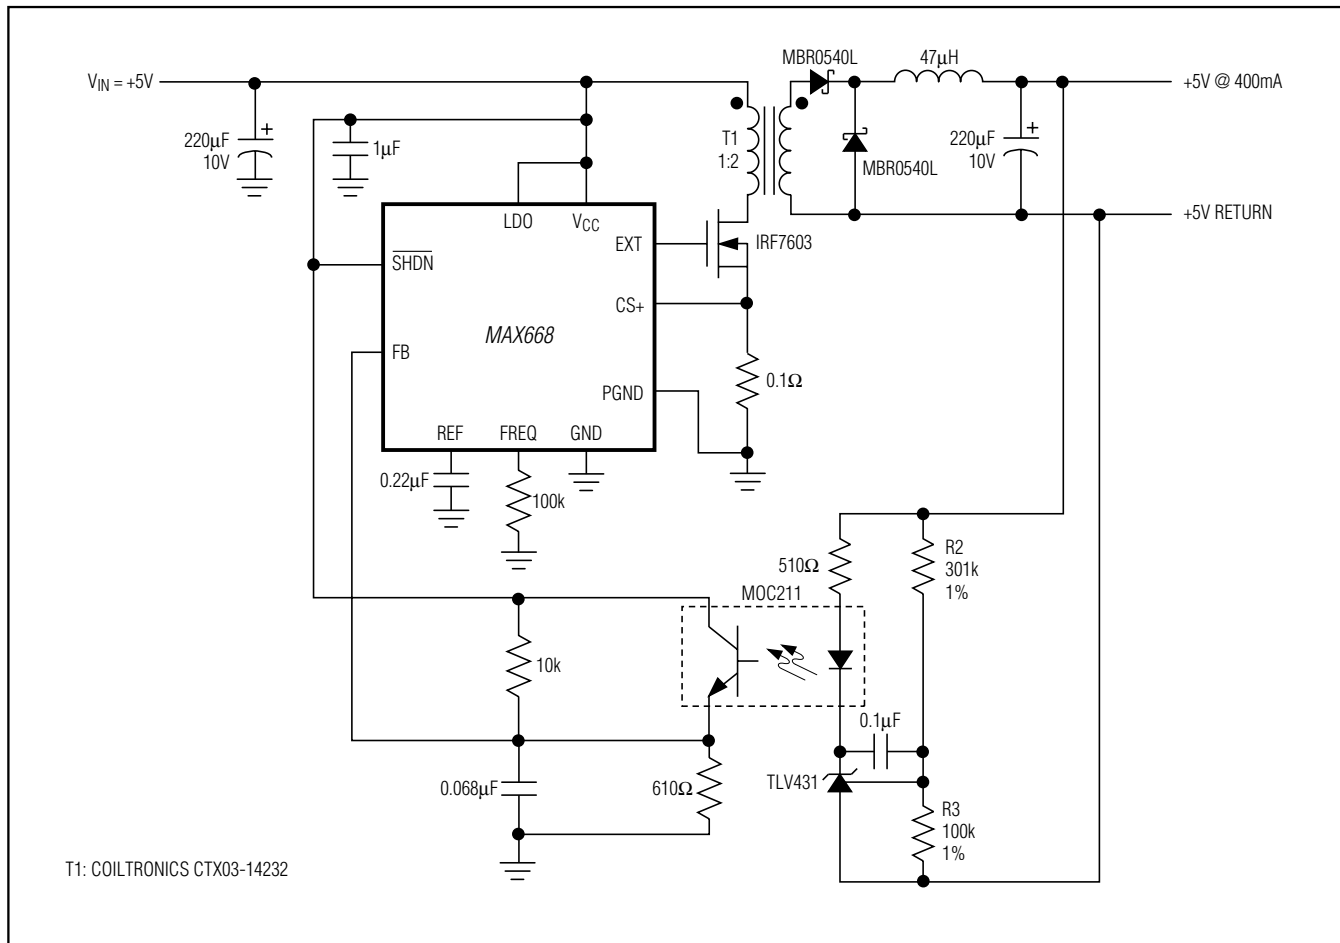 V_IN = +5V
220μF
10V
1μF
LDO
V_CC
SHDN
FB
EXT
CS+
PGND
MAX668
REF
FREQ
GND
0.22μF
100k
T1
1:2
IRF7603
0.1Ω
MBR0540L
47μH
MBR0540L
220μF
10V
+5V @ 400mA
+5V RETURN
510Ω
R2
301k
1%
MOC211
10k
0.1μF
0.068μF
610Ω
TLV431
R3
100k
1%
T1: COILTRONICS CTX03-14232